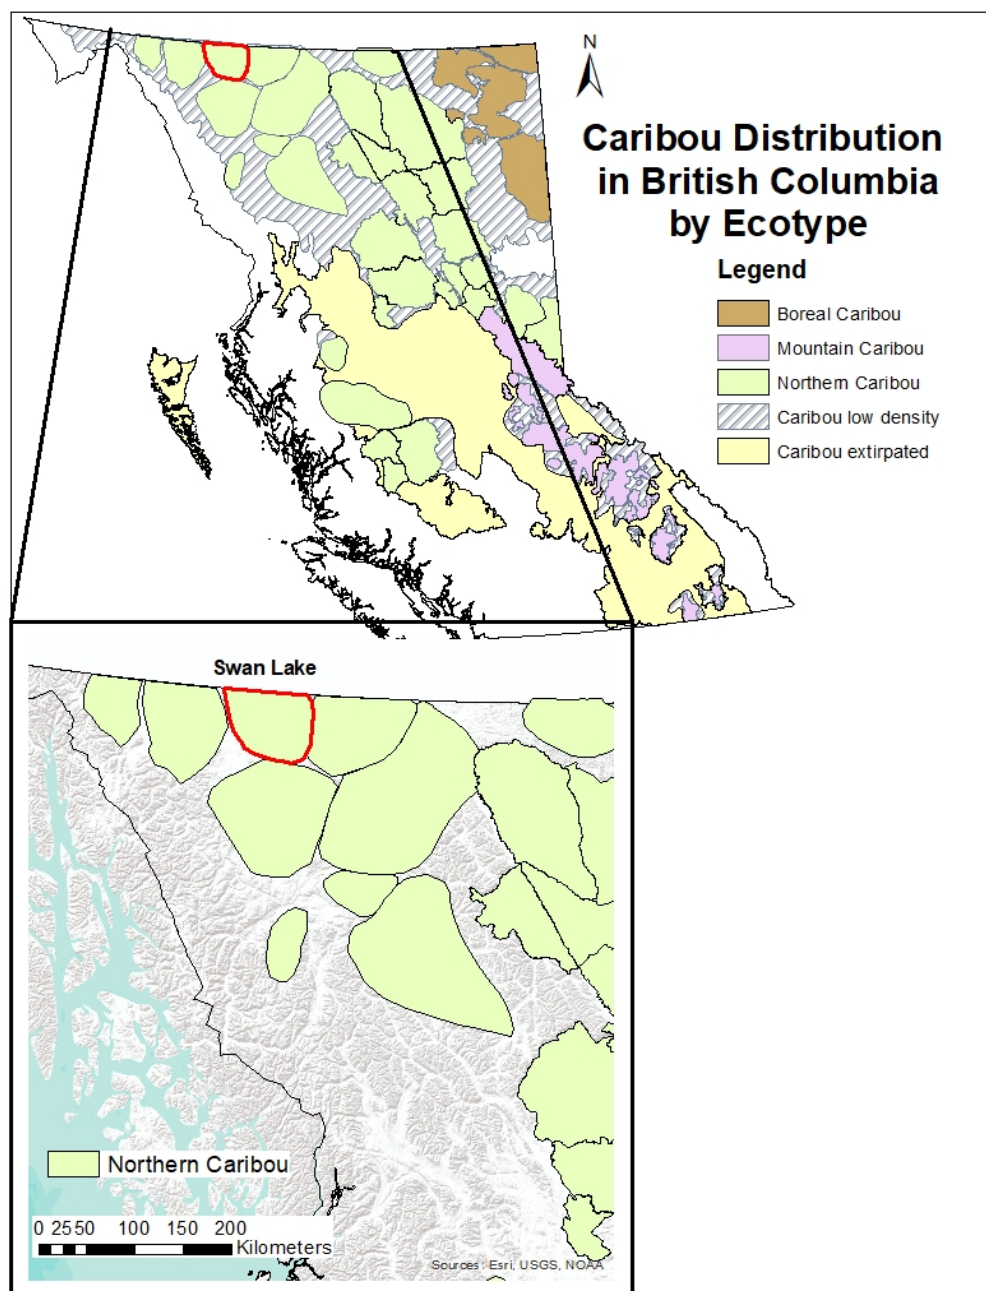 N
Caribou Distribution
in British Columbia
by Ecotype
Legend
Boreal Caribou
Mountain Caribou
Northern Caribou
Caribou low density
Caribou extirpated
Swan Lake
Northern Caribou
0 25 50 100 150 200
Kilometers
Sources: Esri, USGS, NOAA